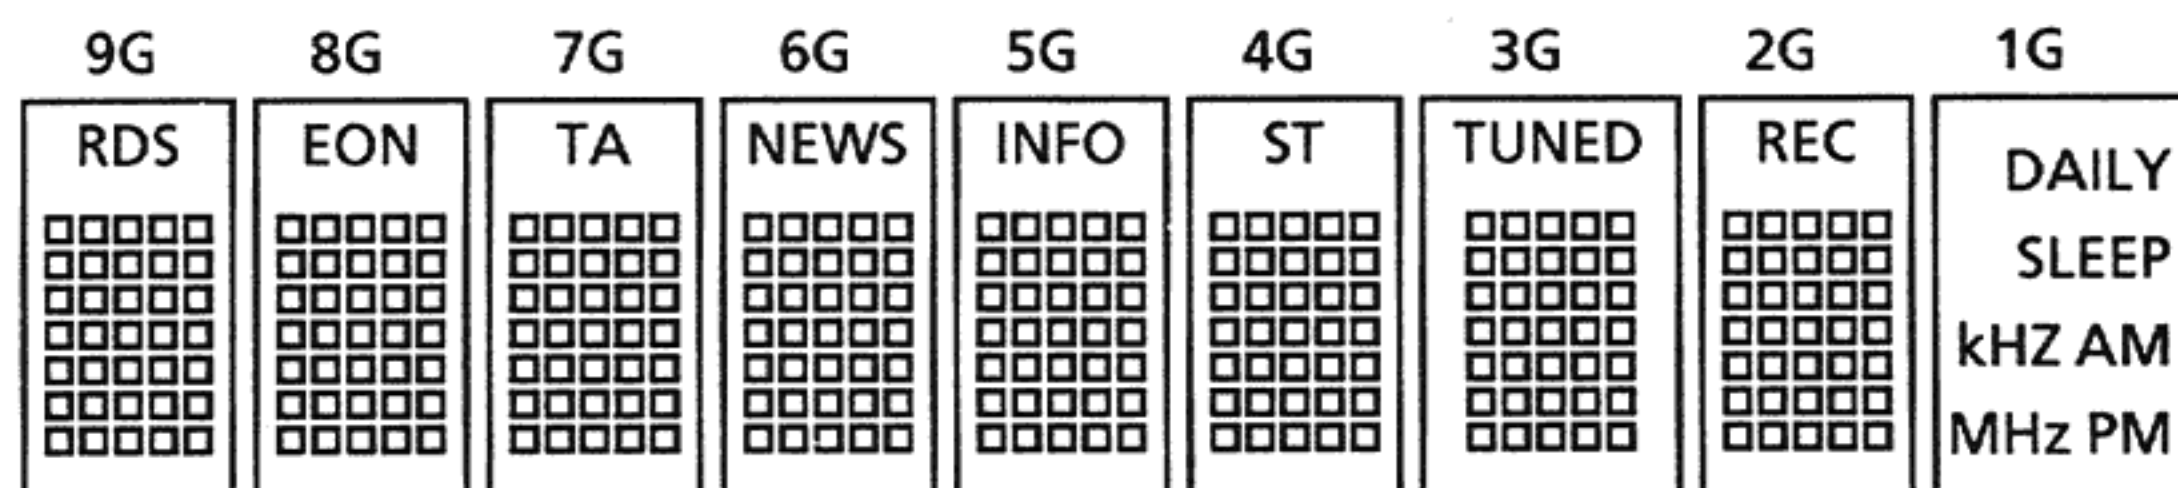 9G 8G 7G 6G 5G 4G 3G 2G 1G
RDS EON TA NEWS INFO ST TUNED REC
DAILY
SLEEP
kHZ AM
MHz PM